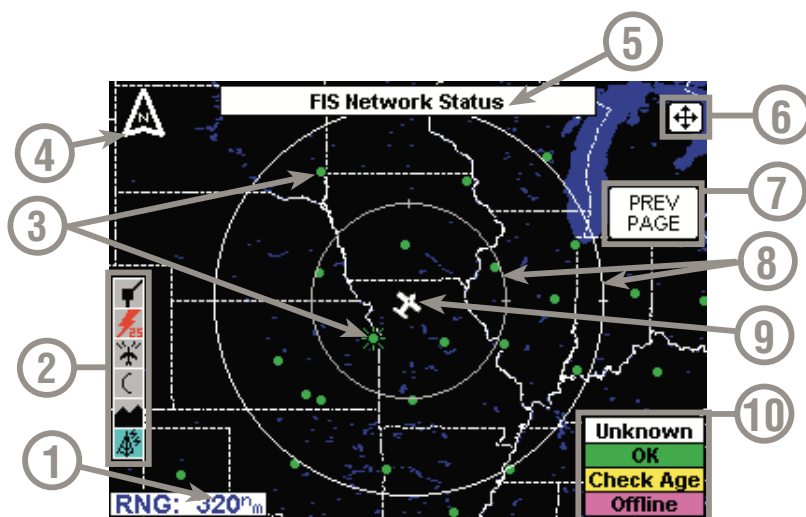 5
FIS Network Status
6
4
N
PREV
PAGE
7
3
8
25
9
2
10
Unknown
OK
Check Age
Offline
1
RNG: 320nm